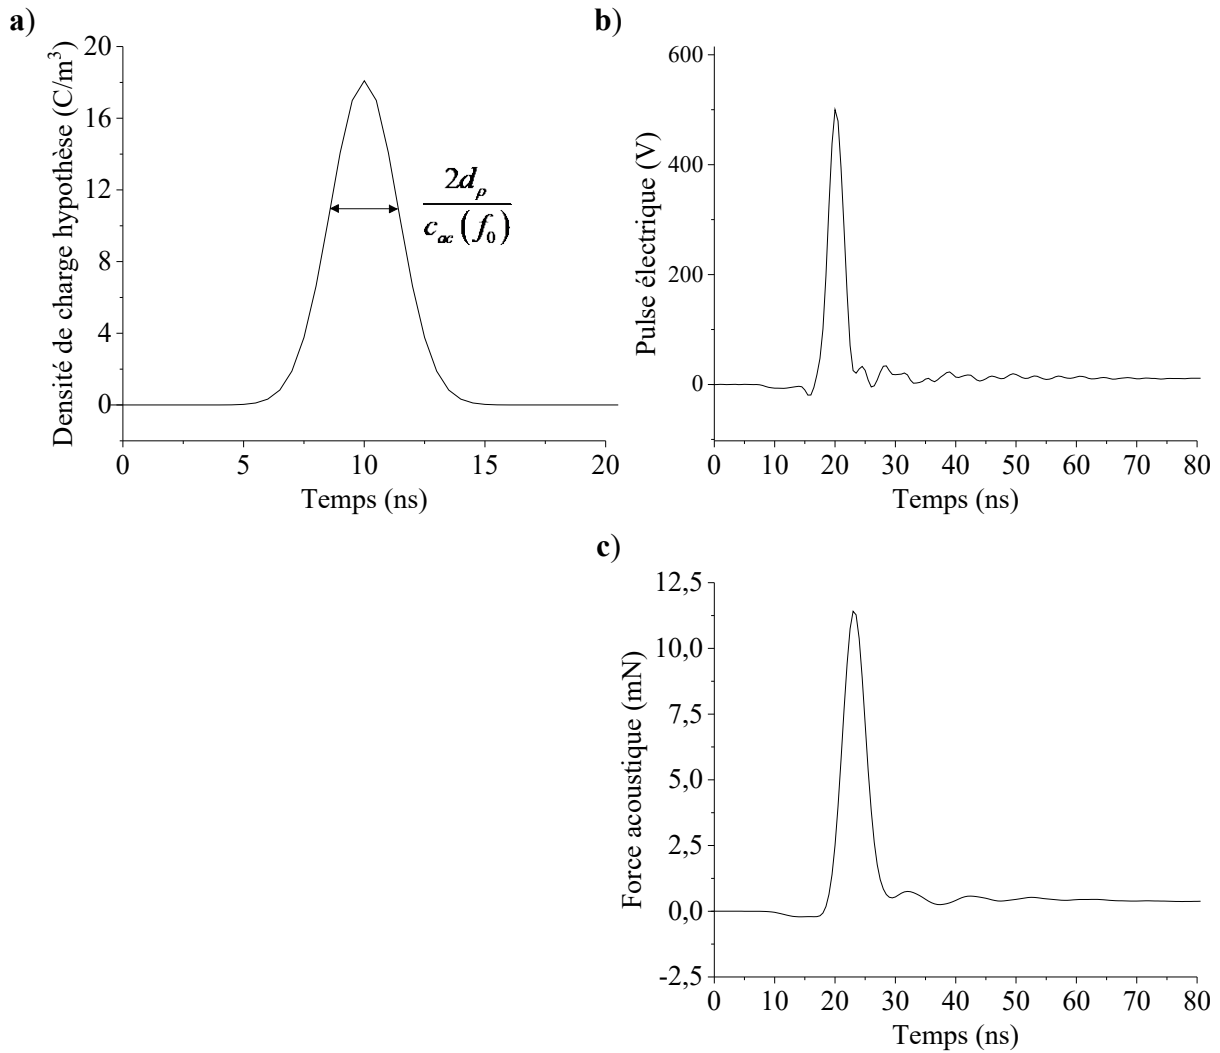 a)
Densité de charge hypothèse (C/m³)
20
16
12
8
4
0
2dρ
cac(f0)
0 5 10 15 20
Temps (ns)
b)
Pulse électrique (V)
600
400
200
0
0 10 20 30 40 50 60 70 80
Temps (ns)
c)
Force acoustique (mN)
12,5
10,0
7,5
5,0
2,5
0,0
-2,5
0 10 20 30 40 50 60 70 80
Temps (ns)